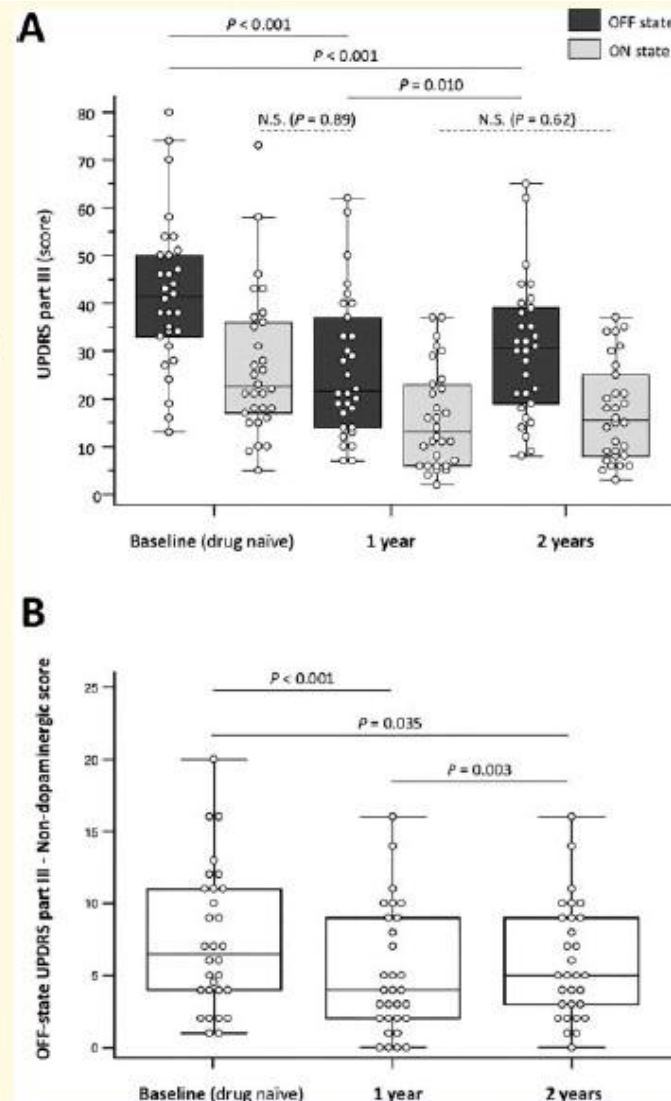 A
P < 0.001
OFF state
ON state
P < 0.001
P = 0.010
N.S. (P = 0.89)
N.S. (P = 0.62)
UPDRS part III (score)
80
70
60
50
40
30
20
10
0
Baseline (drug naïve) 1 year 2 years
B
P < 0.001
P = 0.035
P = 0.003
OFF-state UPDRS part III - Non-dopaminergic score
25
20
15
10
5
0
Baseline (drug naïve) 1 year 2 years